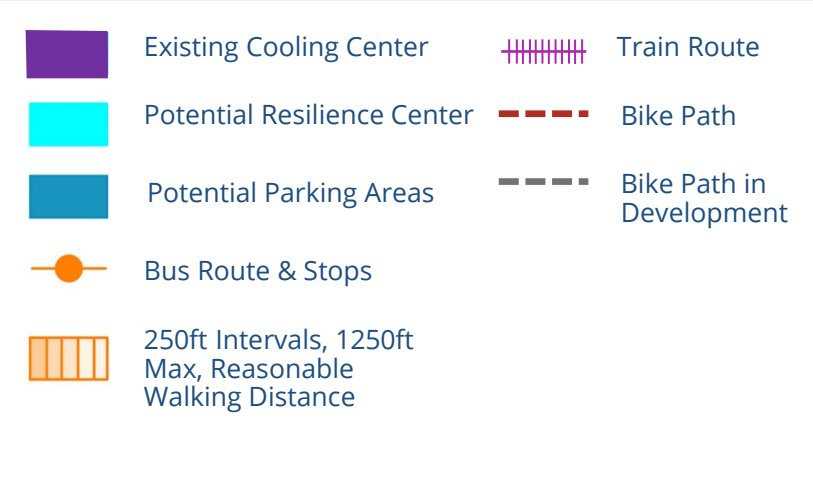 Existing Cooling Center
Potential Resilience Center
Potential Parking Areas
Bus Route & Stops
250ft Intervals, 1250ft
Max, Reasonable
Walking Distance
Train Route
Bike Path
Bike Path in
Development